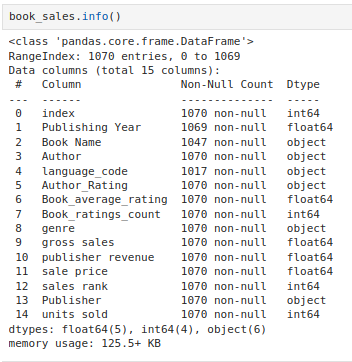 book_sales.info()
<class 'pandas.core.frame.DataFrame'>
RangeIndex: 1070 entries, 0 to 1069
Data columns (total 15 columns):
 #   Column               Non-Null Count  Dtype
---  ------               --------------  -----
 0   index                1070 non-null   int64
 1   Publishing Year      1069 non-null   float64
 2   Book Name            1047 non-null   object
 3   Author               1070 non-null   object
 4   language_code        1017 non-null   object
 5   Author_Rating        1070 non-null   object
 6   Book_average_rating  1070 non-null   float64
 7   Book_ratings_count   1070 non-null   int64
 8   genre                1070 non-null   object
 9   gross sales          1070 non-null   float64
 10  publisher revenue    1070 non-null   float64
 11  sale price           1070 non-null   float64
 12  sales rank           1070 non-null   int64
 13  Publisher            1070 non-null   object
 14  units sold           1070 non-null   int64
dtypes: float64(5), int64(4), object(6)
memory usage: 125.5+ KB